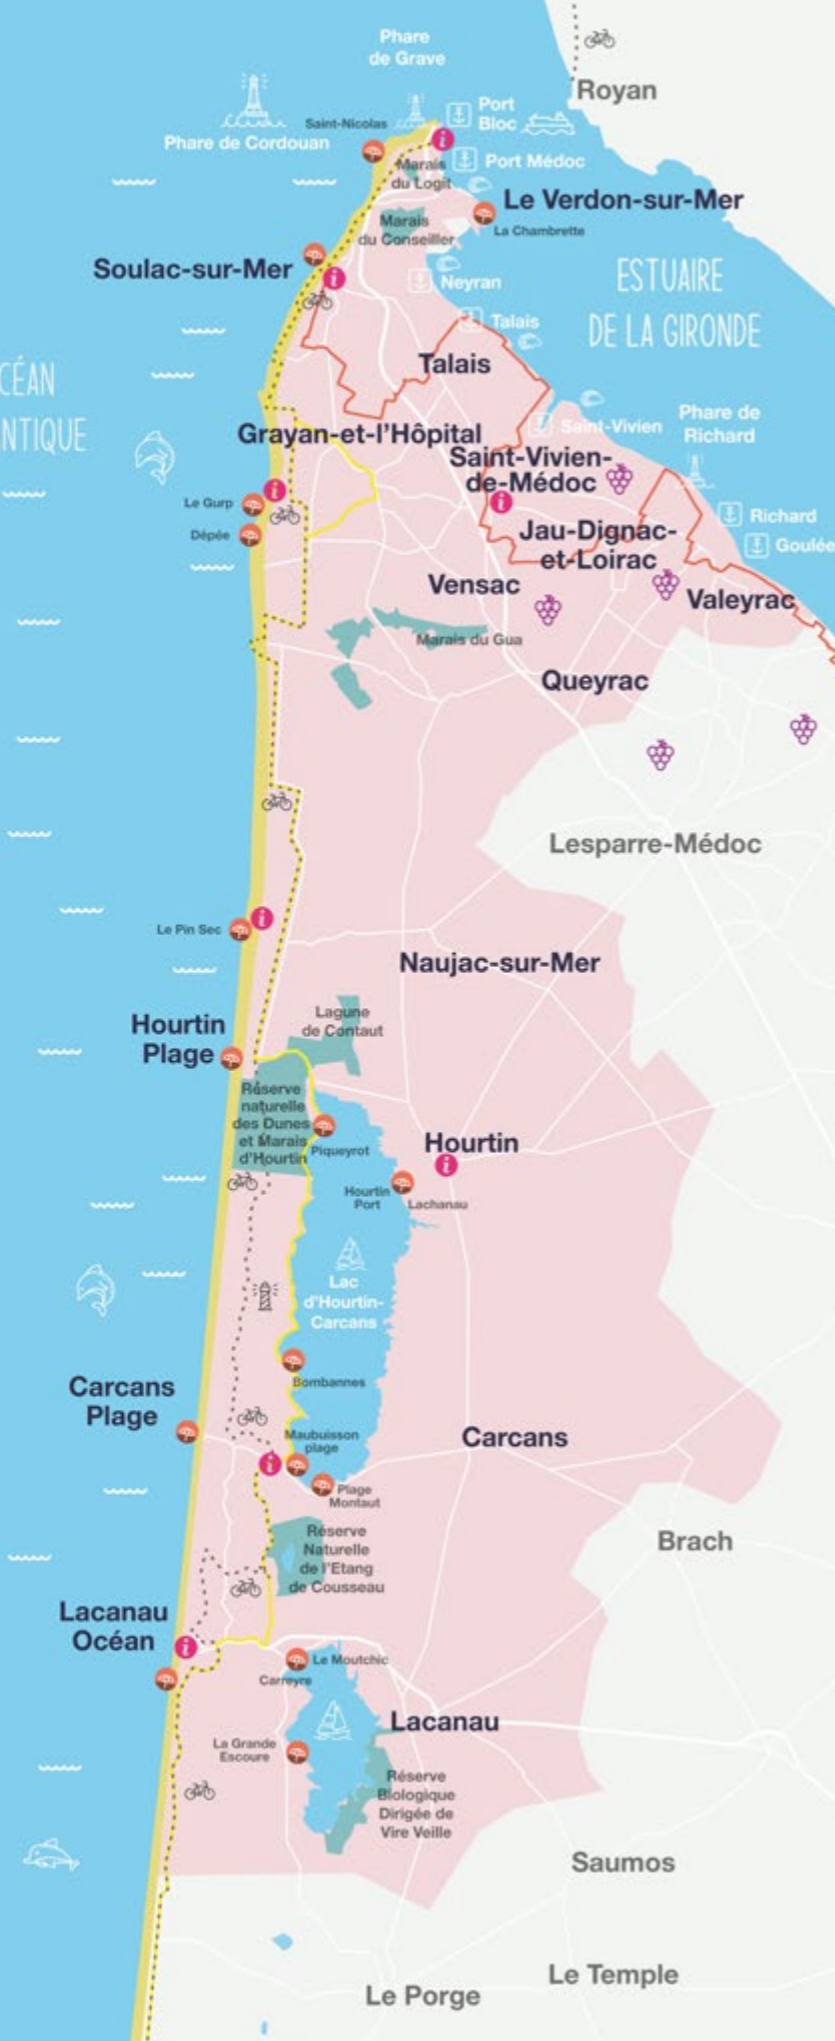 Phare
de Grave
Royan
Port
Bloc
Saint-Nicolas
Phare de Cordouan
Port Médoc
Marais
du Logit
Le Verdon-sur-Mer
Marais
du Conseiller
La Chambrette
Soulac-sur-Mer
Neyran
ESTUAIRE
DE LA GIRONDE
Talais
Talais
CÉAN
NTIQUE
Saint-Vivien
Phare de
Richard
Grayan-et-l'Hôpital
Saint-Vivien-
de-Médoc
Le Gurp
Dépée
Richard
Goulée
Jau-Dignac-
et-Loirac
Vensac
Valeyrac
Marais du Gua
Queyrac
Lesparre-Médoc
Le Pin Sec
Naujac-sur-Mer
Lagune
de Contaut
Hourtin
Plage
Réserve
naturelle
des Dunes
et Marais
d'Hourtin
Piqueyrot
Hourtin
Hourtin
Port
Lachanau
Lac
d'Hourtin-
Carcans
Bombannes
Carcans
Plage
Maubuisson
plage
Carcans
Plage
Montaut
Réserve
Naturelle
de l'Etang
de Cousseau
Brach
Lacanau
Océan
Le Moutchic
Carreyre
Lacanau
La Grande
Escoure
Réserve
Biologique
Dirigée de
Vire Veille
Saumos
Le Temple
Le Porge